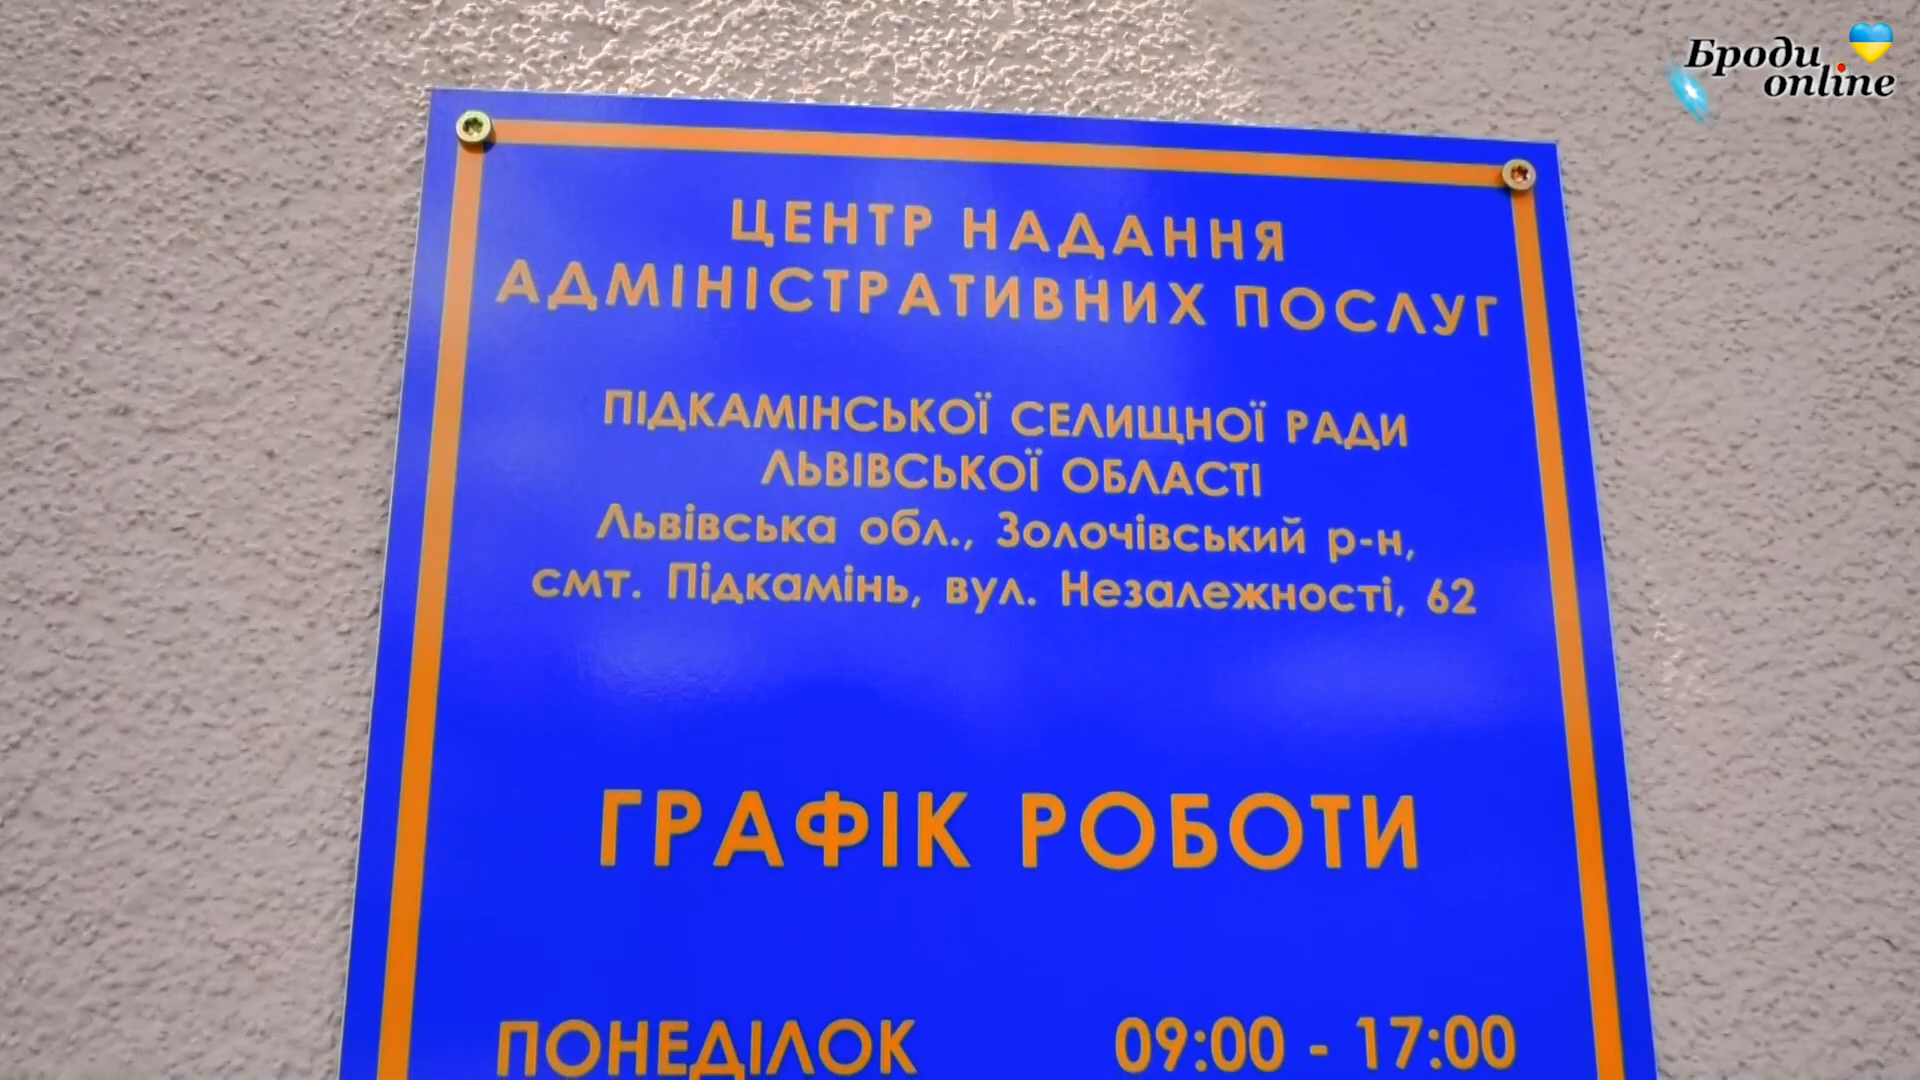 Броди
online
ЦЕНТР НАДАННЯ
АДМІНІСТРАТИВНИХ ПОСЛУГ
ПІДКАМІНСЬКОЇ СЕЛИЩНОЇ РАДИ
ЛЬВІВСЬКОЇ ОБЛАСТІ
Львівська обл., Золочівський р-н,
смт. Підкамінь, вул. Незалежності, 62
ГРАФІК РОБОТИ
ПОНЕДІЛОК 09:00 - 17:00